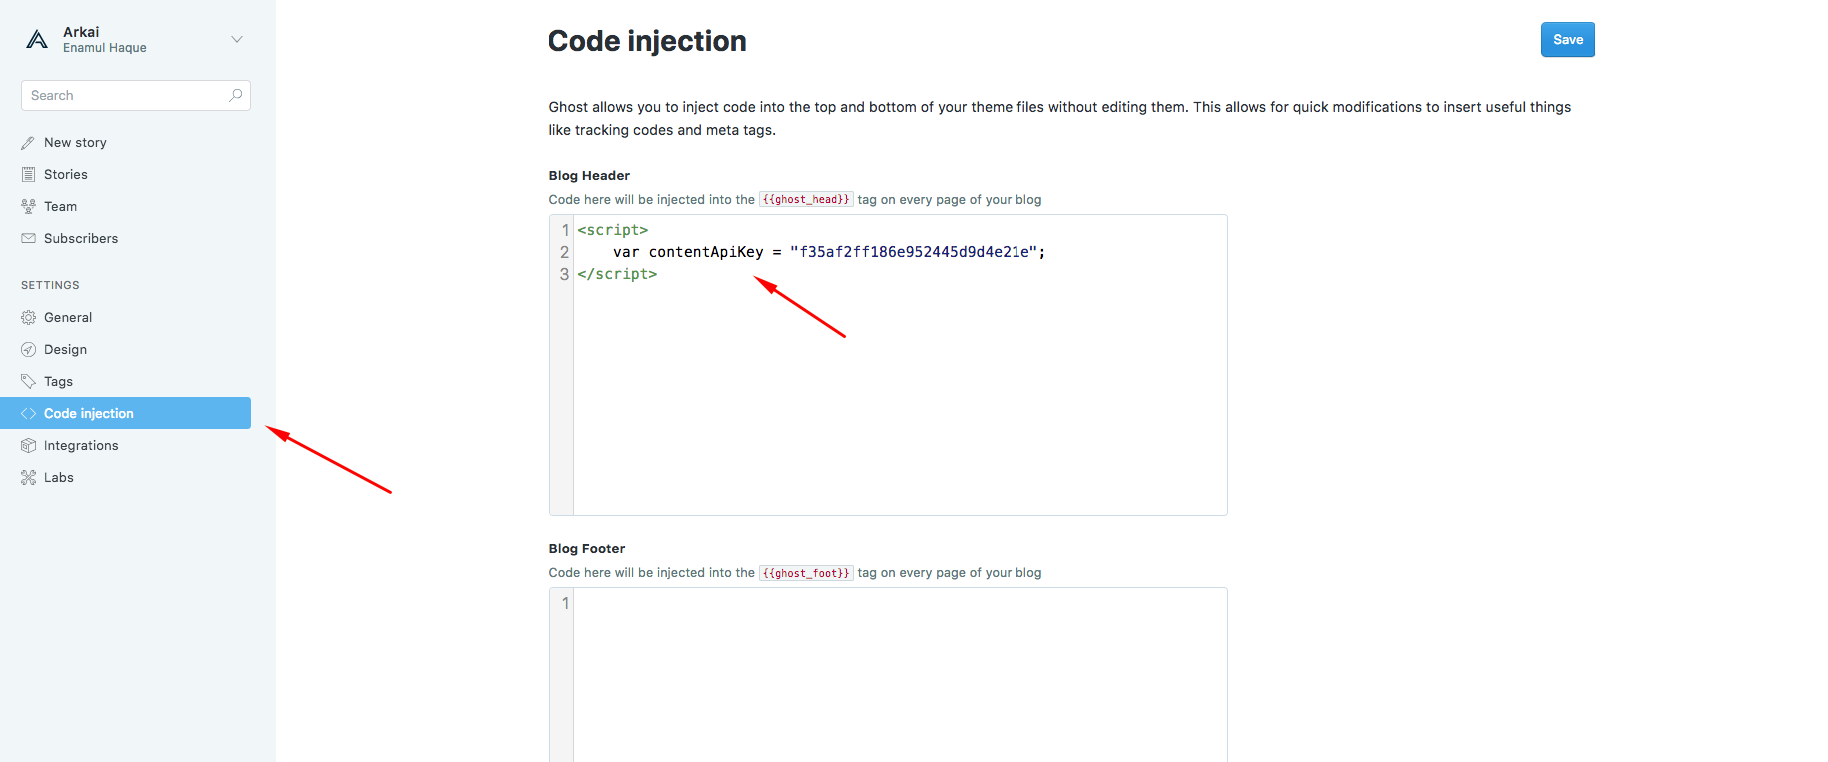 Arkai
Enamul Haque
Search
New story
Stories
Team
Subscribers
SETTINGS
General
Design
Tags
Code injection
Integrations
Labs
Code injection
Save
Ghost allows you to inject code into the top and bottom of your theme files without editing them. This allows for quick modifications to insert useful things
like tracking codes and meta tags.
Blog Header
Code here will be injected into the {{ghost_head}} tag on every page of your blog
1 <script>
2 var contentApiKey = "f35af2ff186e952445d9d4e21e";
3 </script>
Blog Footer
Code here will be injected into the {{ghost_foot}} tag on every page of your blog
1